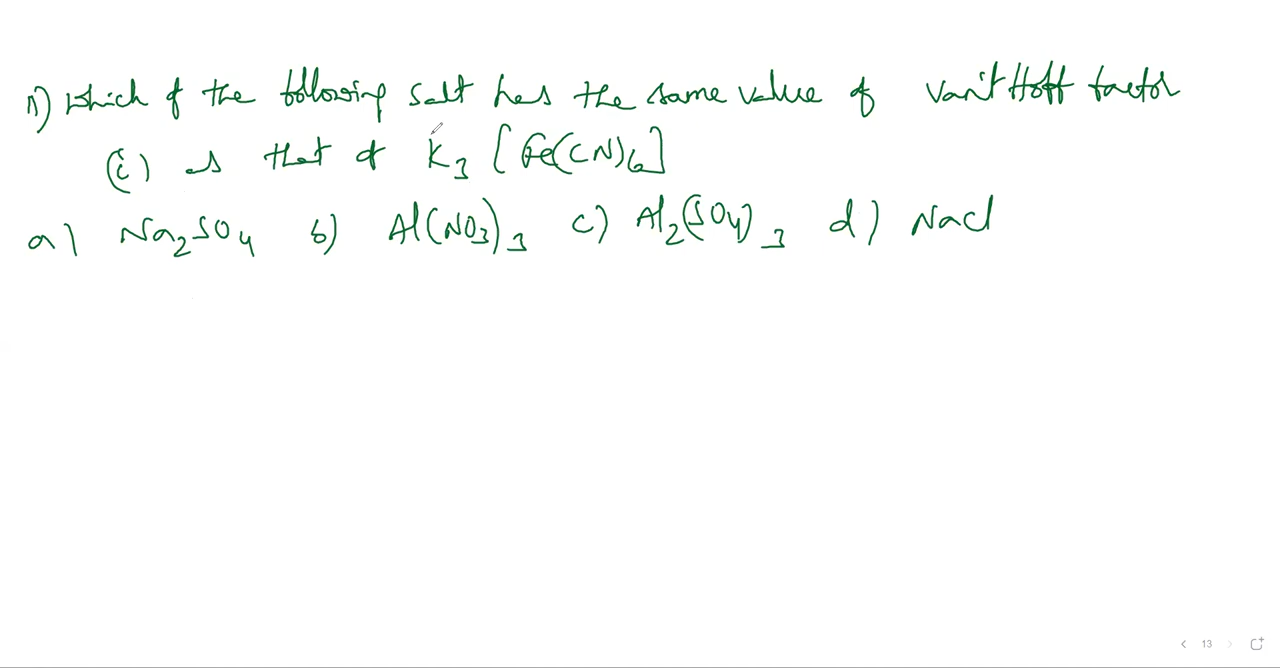 11) Which of the following salt has the same value of Van't Hoff factor
(i) as that of K₃ [Fe(CN)₆]
a) Na₂SO₄ b) Al(NO₃)₃ c) Al₂(SO₄)₃ d) NaCl
13